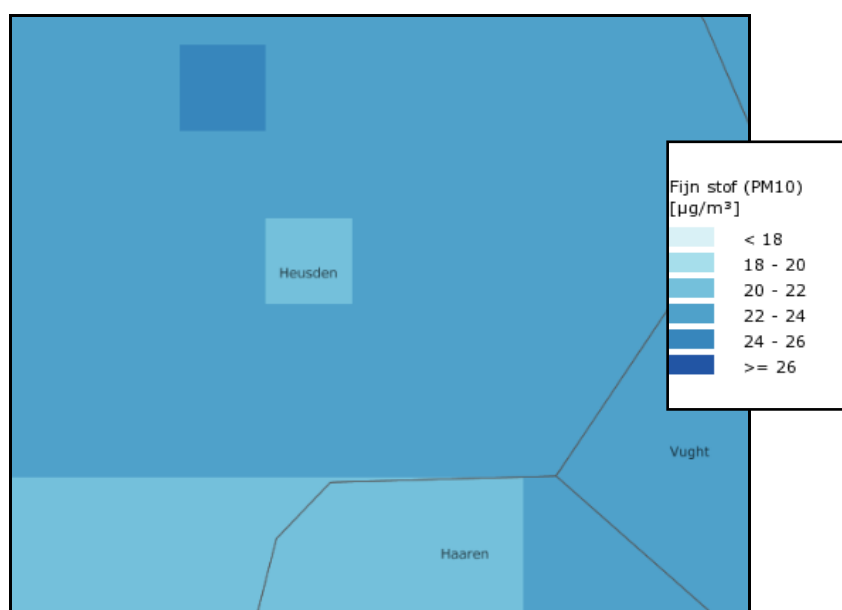 Fijn stof (PM10)
[µg/m³]
< 18
18 - 20
20 - 22
22 - 24
24 - 26
>= 26
Heusden
Vught
Haaren